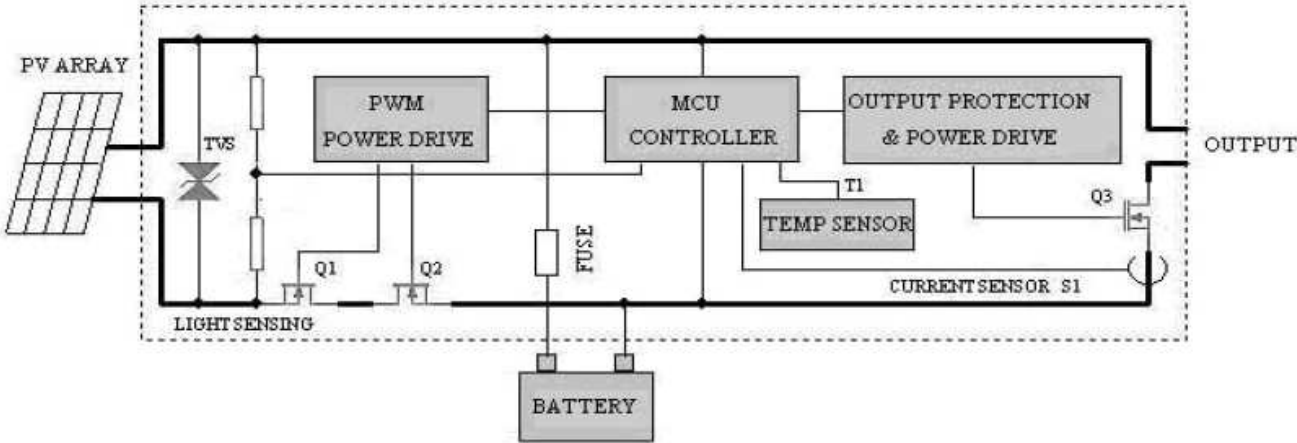 PV ARRAY
TVS
PWM
POWER DRIVE
MCU
CONTROLLER
OUTPUT PROTECTION
& POWER DRIVE
OUTPUT
T1
TEMP SENSOR
Q3
FUSE
Q1
Q2
CURRENT SENSOR S1
LIGHT SENSING
BATTERY